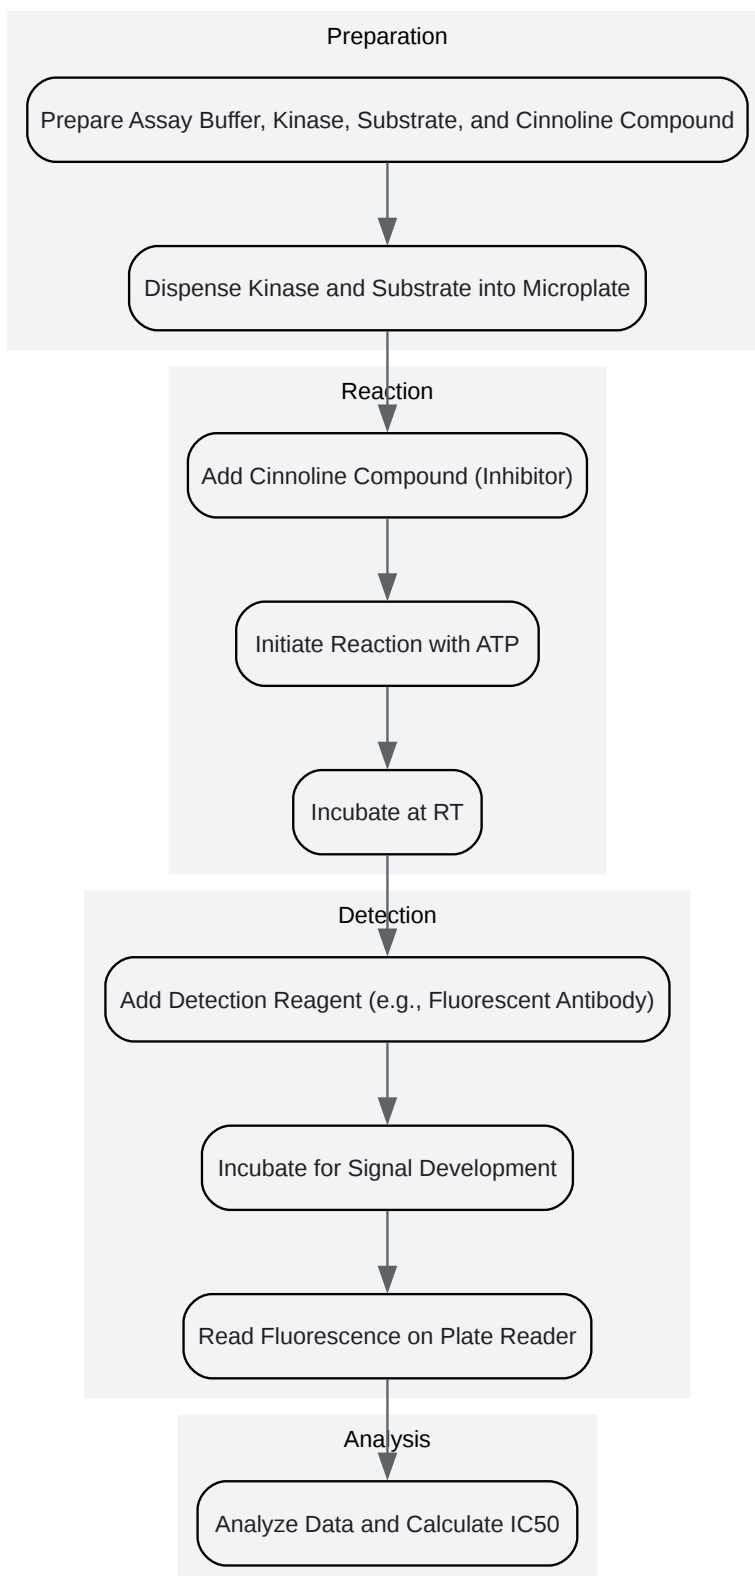 Preparation
Prepare Assay Buffer, Kinase, Substrate, and Cinnoline Compound
Dispense Kinase and Substrate into Microplate
Reaction
Add Cinnoline Compound (Inhibitor)
Initiate Reaction with ATP
Incubate at RT
Detection
Add Detection Reagent (e.g., Fluorescent Antibody)
Incubate for Signal Development
Read Fluorescence on Plate Reader
Analysis
Analyze Data and Calculate IC50